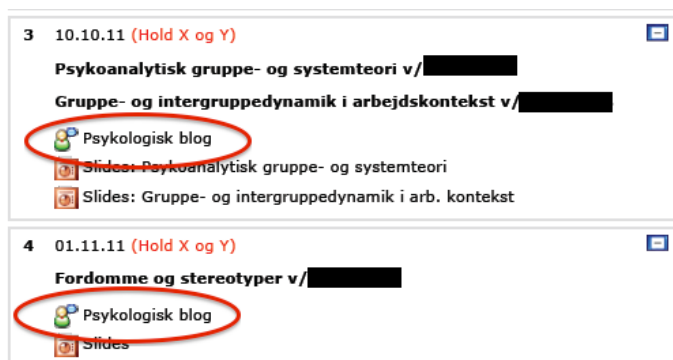 3 10.10.11 (Hold X og Y)
Psykoanalytisk gruppe- og systemteori v/
Gruppe- og intergruppedynamik i arbejdskontekst v/
Psykologisk blog
Slides: Psykoanalytisk gruppe- og systemteori
Slides: Gruppe- og intergruppedynamik i arb. kontekst
4 01.11.11 (Hold X og Y)
Fordomme og stereotyper v/
Psykologisk blog
Slides